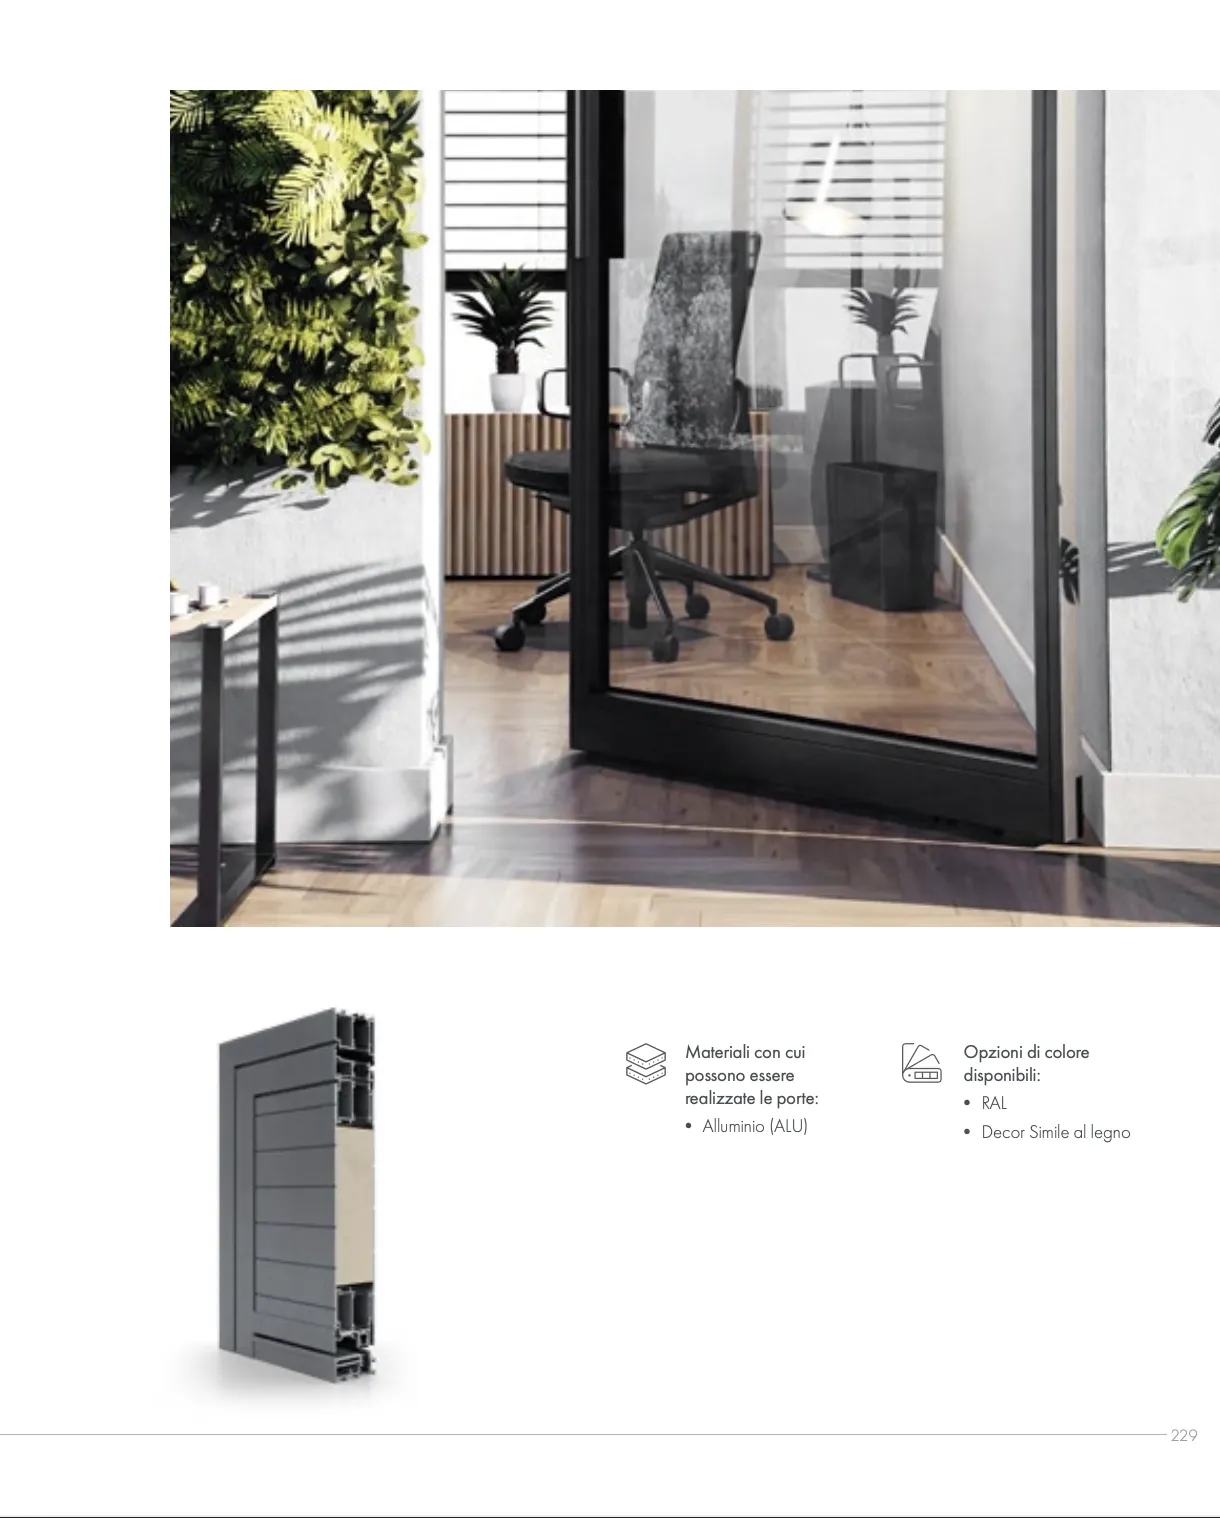 Materiali con cui
possono essere
realizzate le porte:
• Alluminio (ALU)
Opzioni di colore
disponibili:
• RAL
• Decor Simile al legno
229